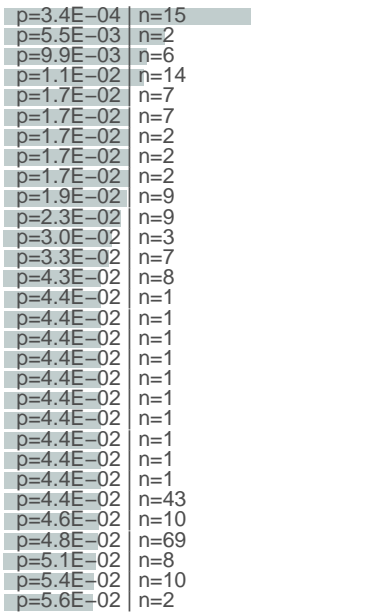 p=3.4E−04 | n=15
p=5.5E−03 | n=2
p=9.9E−03 | n=6
p=1.1E−02 | n=14
p=1.7E−02 | n=7
p=1.7E−02 | n=7
p=1.7E−02 | n=2
p=1.7E−02 | n=2
p=1.7E−02 | n=2
p=1.9E−02 | n=9
p=2.3E−02 | n=9
p=3.0E−02 | n=3
p=3.3E−02 | n=7
p=4.3E−02 | n=8
p=4.4E−02 | n=1
p=4.4E−02 | n=1
p=4.4E−02 | n=1
p=4.4E−02 | n=1
p=4.4E−02 | n=1
p=4.4E−02 | n=1
p=4.4E−02 | n=1
p=4.4E−02 | n=1
p=4.4E−02 | n=1
p=4.4E−02 | n=1
p=4.4E−02 | n=43
p=4.6E−02 | n=10
p=4.8E−02 | n=69
p=5.1E−02 | n=8
p=5.4E−02 | n=10
p=5.6E−02 | n=2